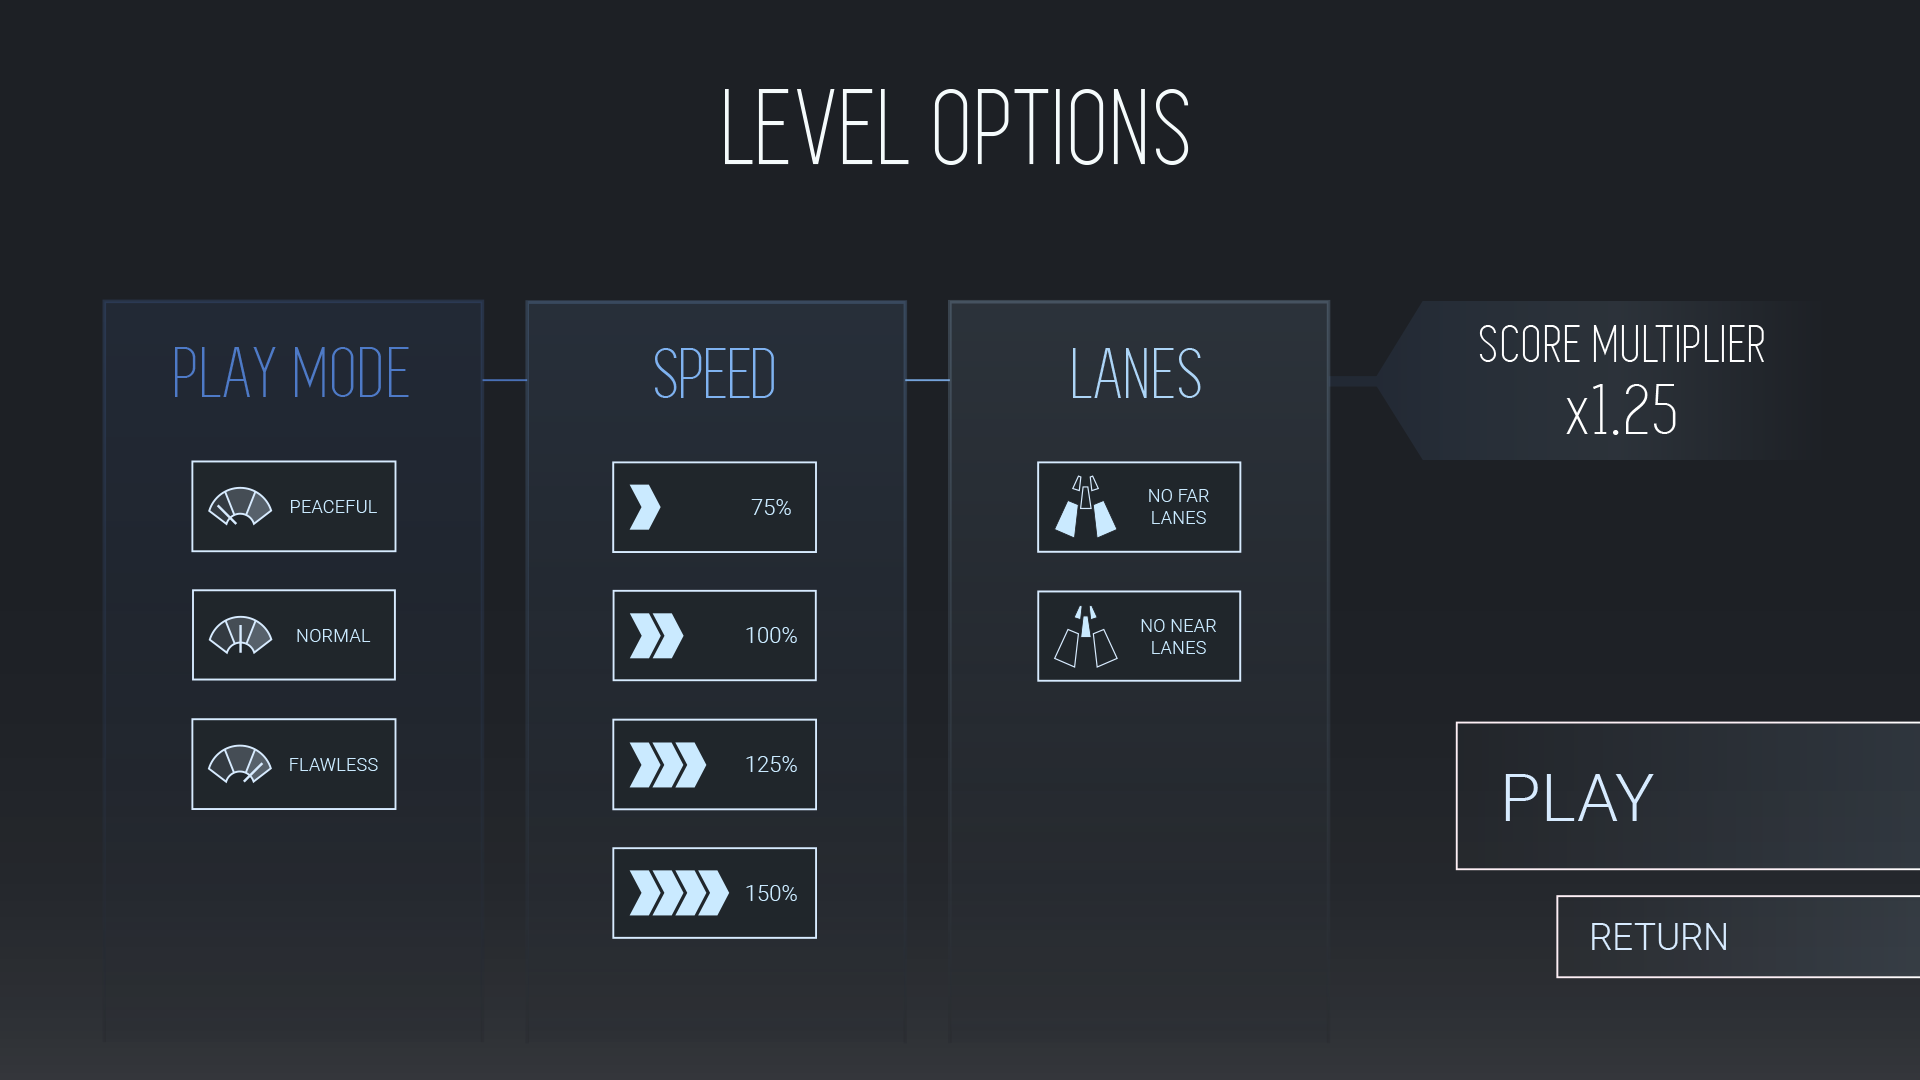 LEVEL OPTIONS
PLAY MODE
PEACEFUL
NORMAL
FLAWLESS
SPEED
75%
100%
125%
150%
LANES
NO FAR
LANES
NO NEAR
LANES
SCORE MULTIPLIER
x1.25
PLAY
RETURN